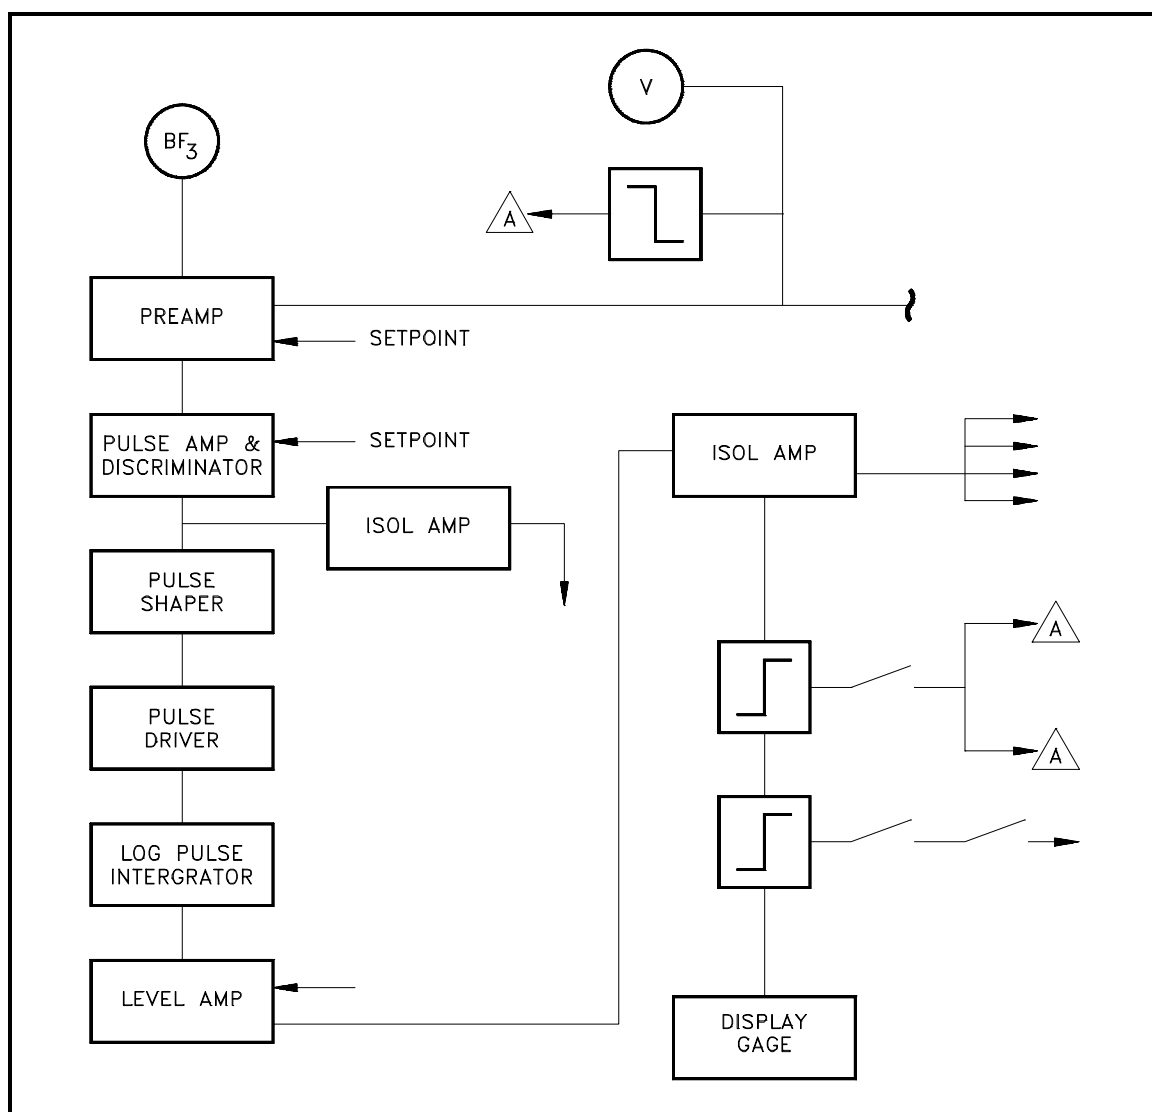 V
BF3
A
PREAMP
SETPOINT
PULSE AMP &
DISCRIMINATOR
SETPOINT
ISOL AMP
ISOL AMP
PULSE
SHAPER
A
PULSE
DRIVER
A
LOG PULSE
INTERGRATOR
LEVEL AMP
DISPLAY
GAGE